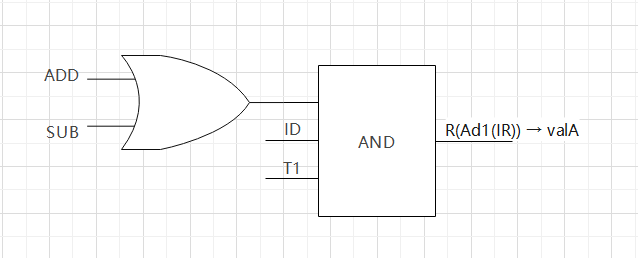 ADD
SUB
ID
T1
AND
R(Ad1(IR)) → valA